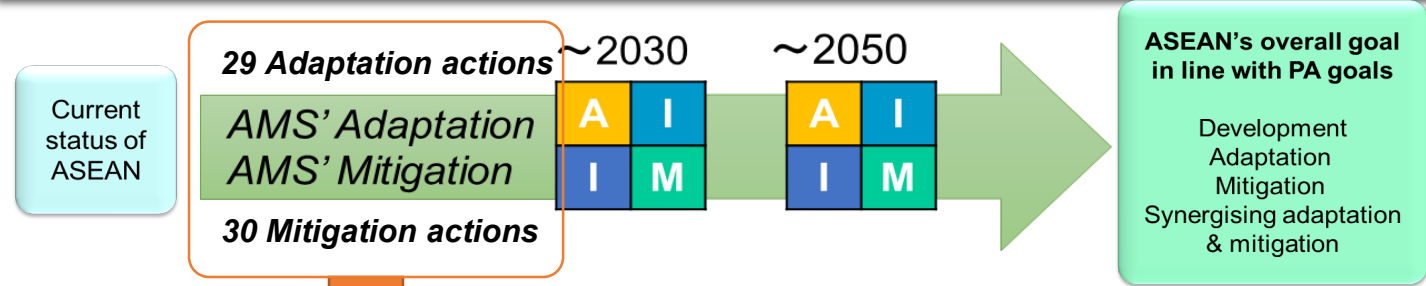 Current
status of
ASEAN
29 Adaptation actions
AMS’ Adaptation
AMS’ Mitigation
30 Mitigation actions
~2030
A I
I M
~2050
A I
I M
ASEAN’s overall goal
in line with PA goals
Development
Adaptation
Mitigation
Synergising adaptation
& mitigation